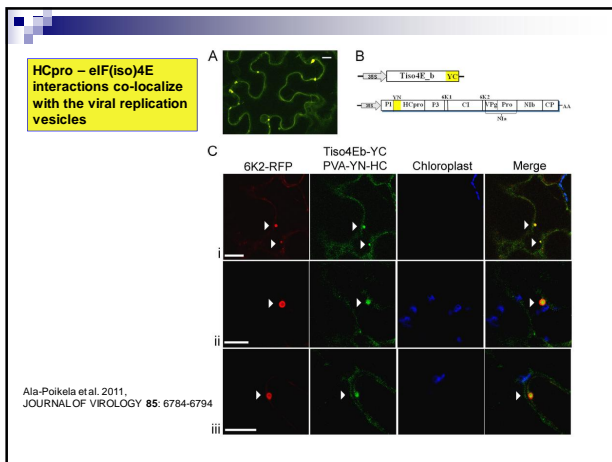 HCpro – eIF(iso)4E
interactions co-localize
with the viral replication
vesicles
A
B
35S Tiso4E_b YC
YN 6K1 6K2
35S P1 HCpro P3 CI VPg Pro NIb CP AA
NIa
C
Tiso4Eb-YC
6K2-RFP PVA-YN-HC Chloroplast Merge
i
ii
iii
Ala-Poikela et al. 2011,
JOURNAL OF VIROLOGY 85: 6784-6794